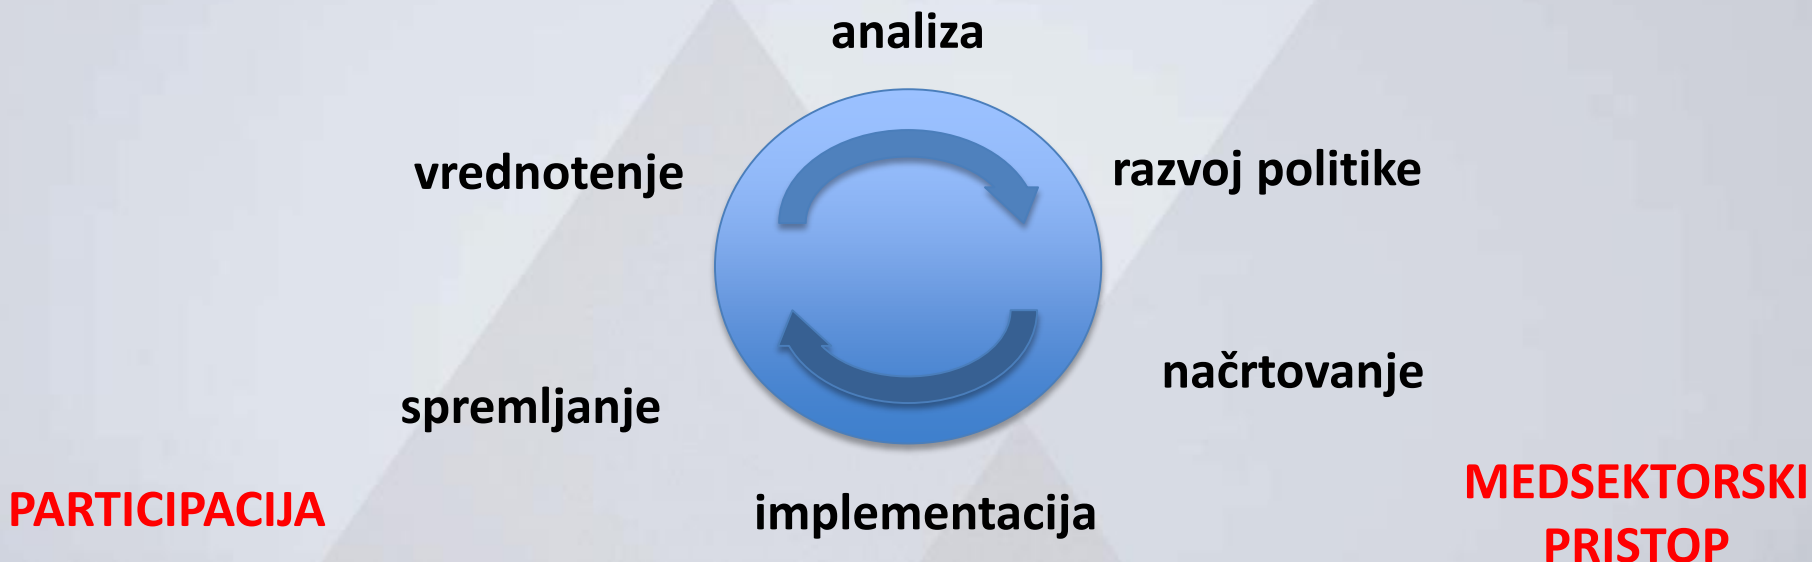 analiza
vrednotenje
razvoj politike
načrtovanje
spremljanje
implementacija
PARTICIPACIJA
MEDSEKTORSKI
PRISTOP